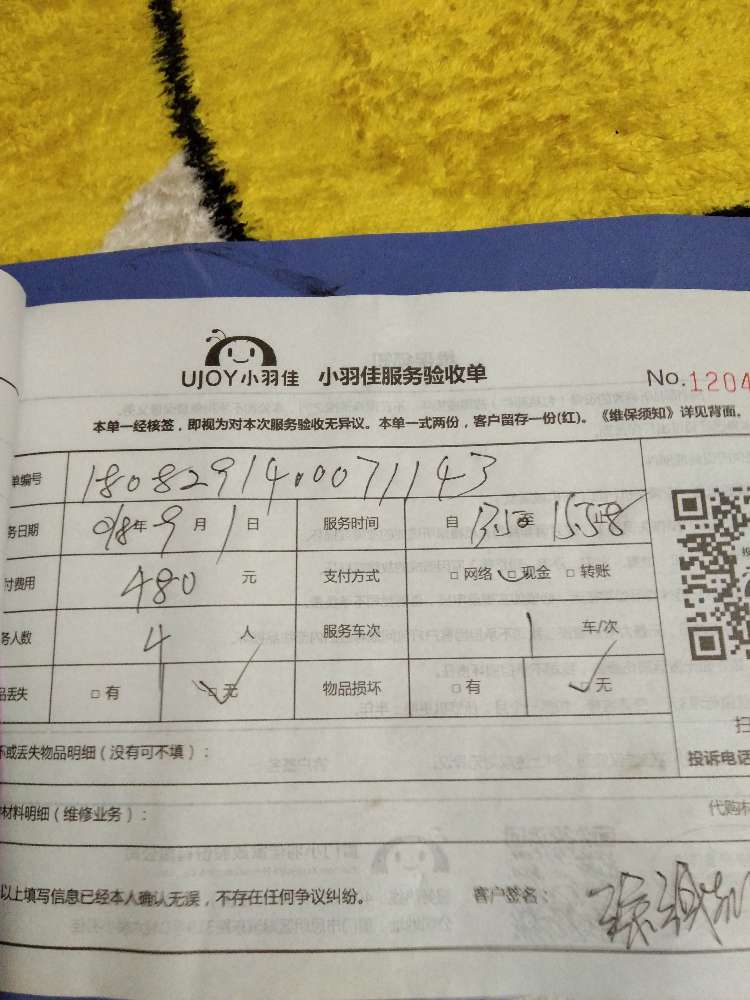 UJOY小羽佳 小羽佳服务验收单 No.1204
本单一经核签，即视为对本次服务验收无异议。本单一式两份，客户留存一份(红)。《维保须知》详见背面。
单编号 180829140071143
务日期 018年9月1日 服务时间 自 至 止
付费用 480元 支付方式 □网络 □现金 □转账
务人数 4人 服务车次 1车/次
品丢失 □有 □无 物品损坏 □有 □无
坏或丢失物品明细（没有可不填）：
投诉电话
材料明细（维修业务）：
代购材
以上填写信息已经本人确认无误，不存在任何争议纠纷。 客户签名：